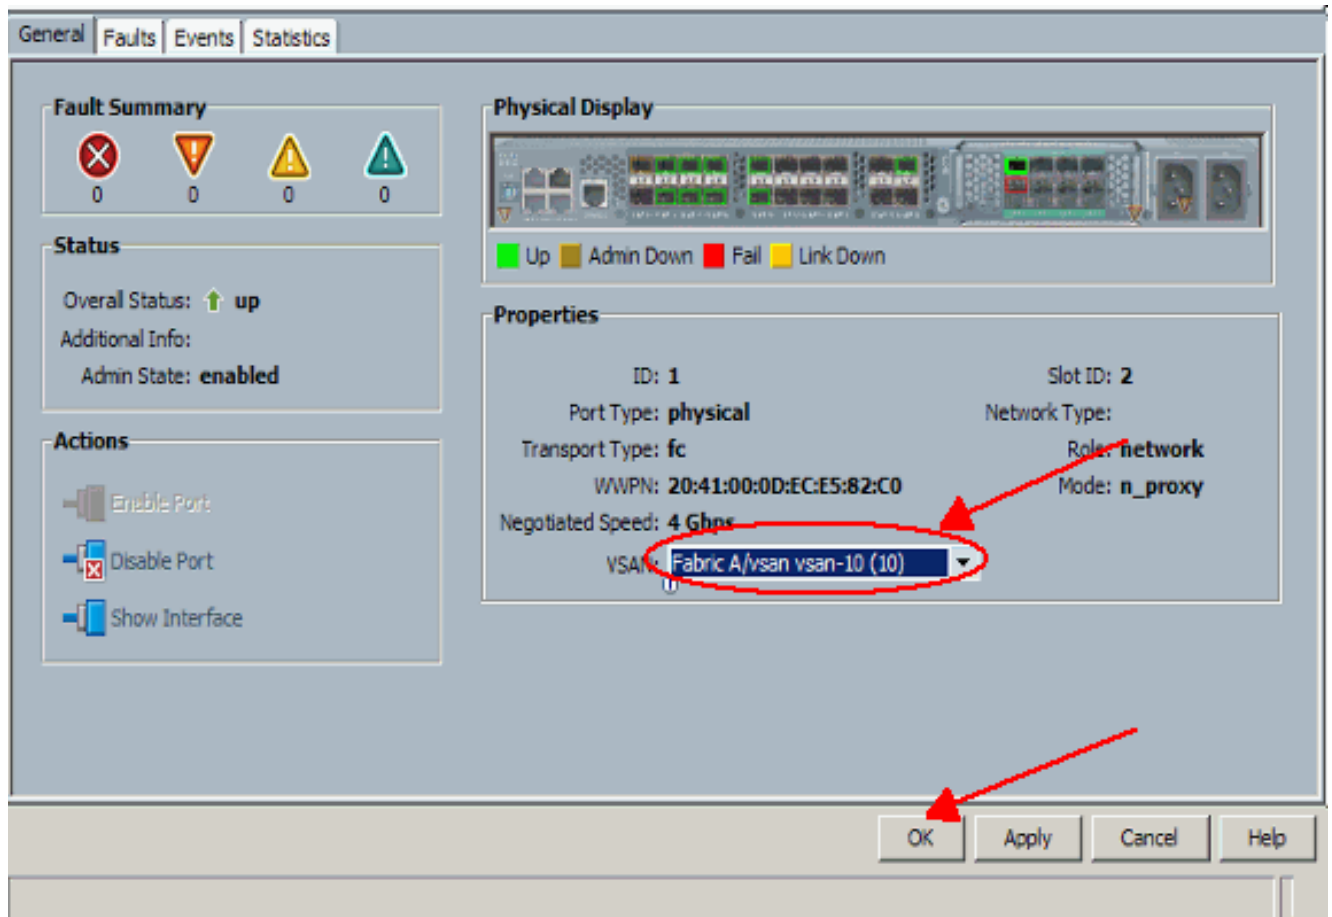 General Faults Events Statistics
Fault Summary
0 0 0 0
Status
Overall Status: up
Additional Info:
Admin State: enabled
Actions
Enable Port
Disable Port
Show Interface
Physical Display
Up Admin Down Fail Link Down
Properties
ID: 1 Slot ID: 2
Port Type: physical Network Type:
Transport Type: fc Role: network
WWPN: 20:41:00:0D:EC:E5:82:C0 Mode: n_proxy
Negotiated Speed: 4 Gbps
VSAN: Fabric A/vsan vsan-10 (10)
OK Apply Cancel Help